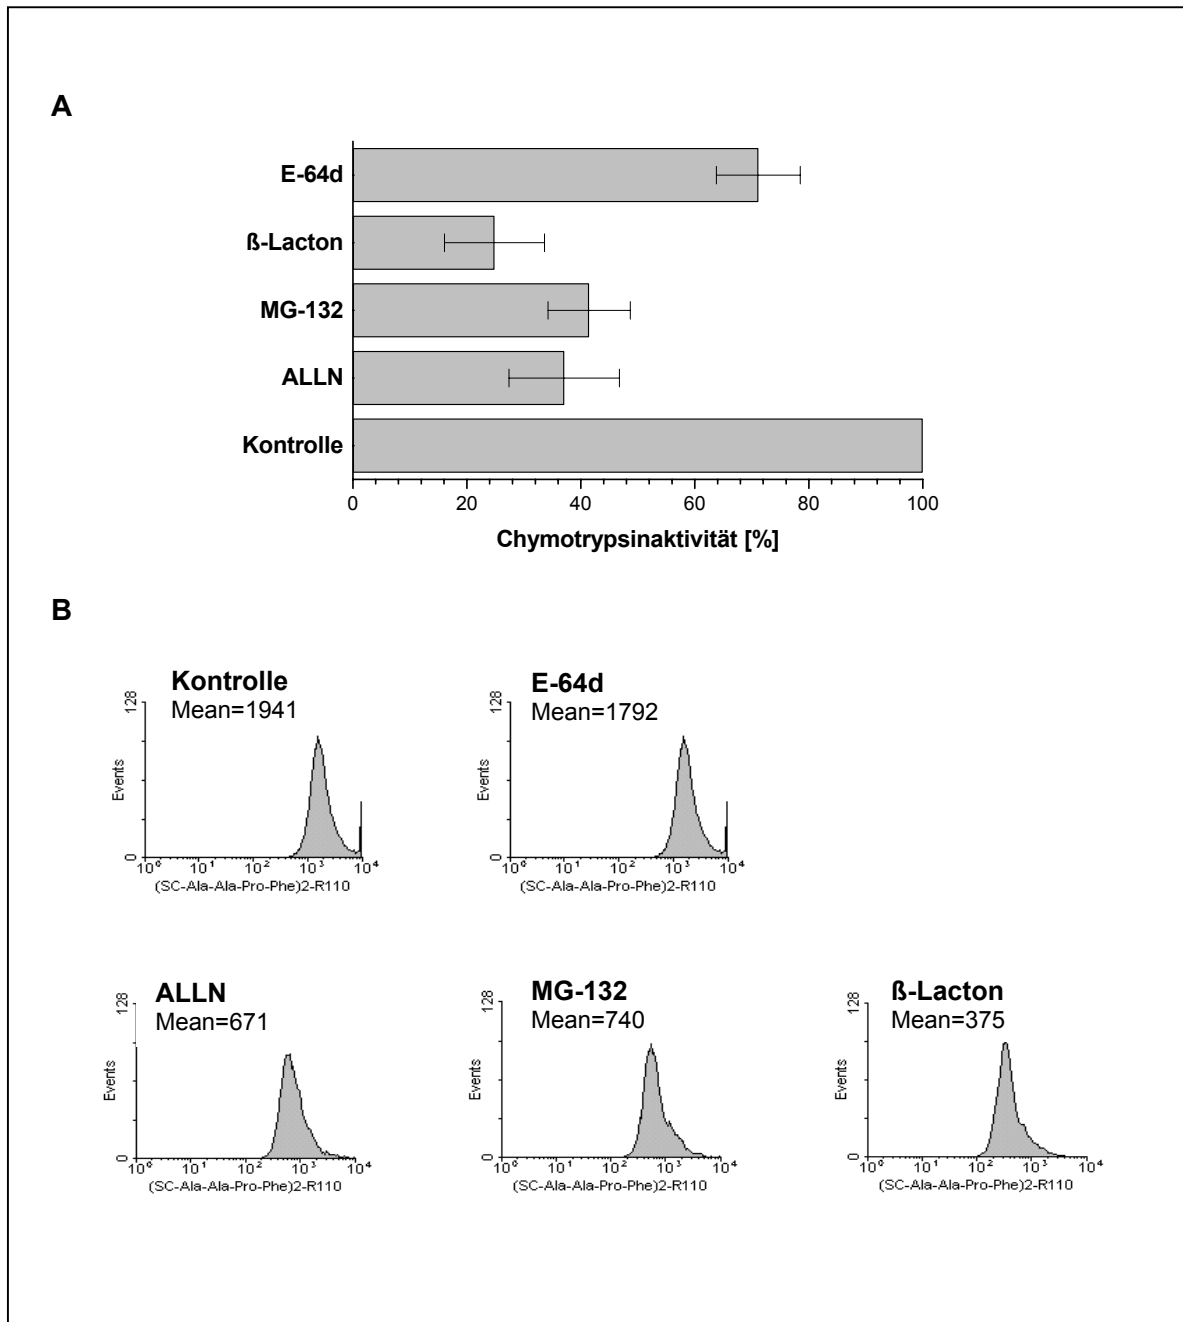 A
E-64d
ß-Lacton
MG-132
ALLN
Kontrolle
0 20 40 60 80 100
Chymotrypsinaktivität [%]
B
Kontrolle
Mean=1941
128
Events
0
10⁰ 10¹ 10² 10³ 10⁴
(SC-Ala-Ala-Pro-Phe)2-R110
E-64d
Mean=1792
128
Events
0
10⁰ 10¹ 10² 10³ 10⁴
(SC-Ala-Ala-Pro-Phe)2-R110
ALLN
Mean=671
128
Events
0
10⁰ 10¹ 10² 10³ 10⁴
(SC-Ala-Ala-Pro-Phe)2-R110
MG-132
Mean=740
128
Events
0
10⁰ 10¹ 10² 10³ 10⁴
(SC-Ala-Ala-Pro-Phe)2-R110
ß-Lacton
Mean=375
128
Events
0
10⁰ 10¹ 10² 10³ 10⁴
(SC-Ala-Ala-Pro-Phe)2-R110